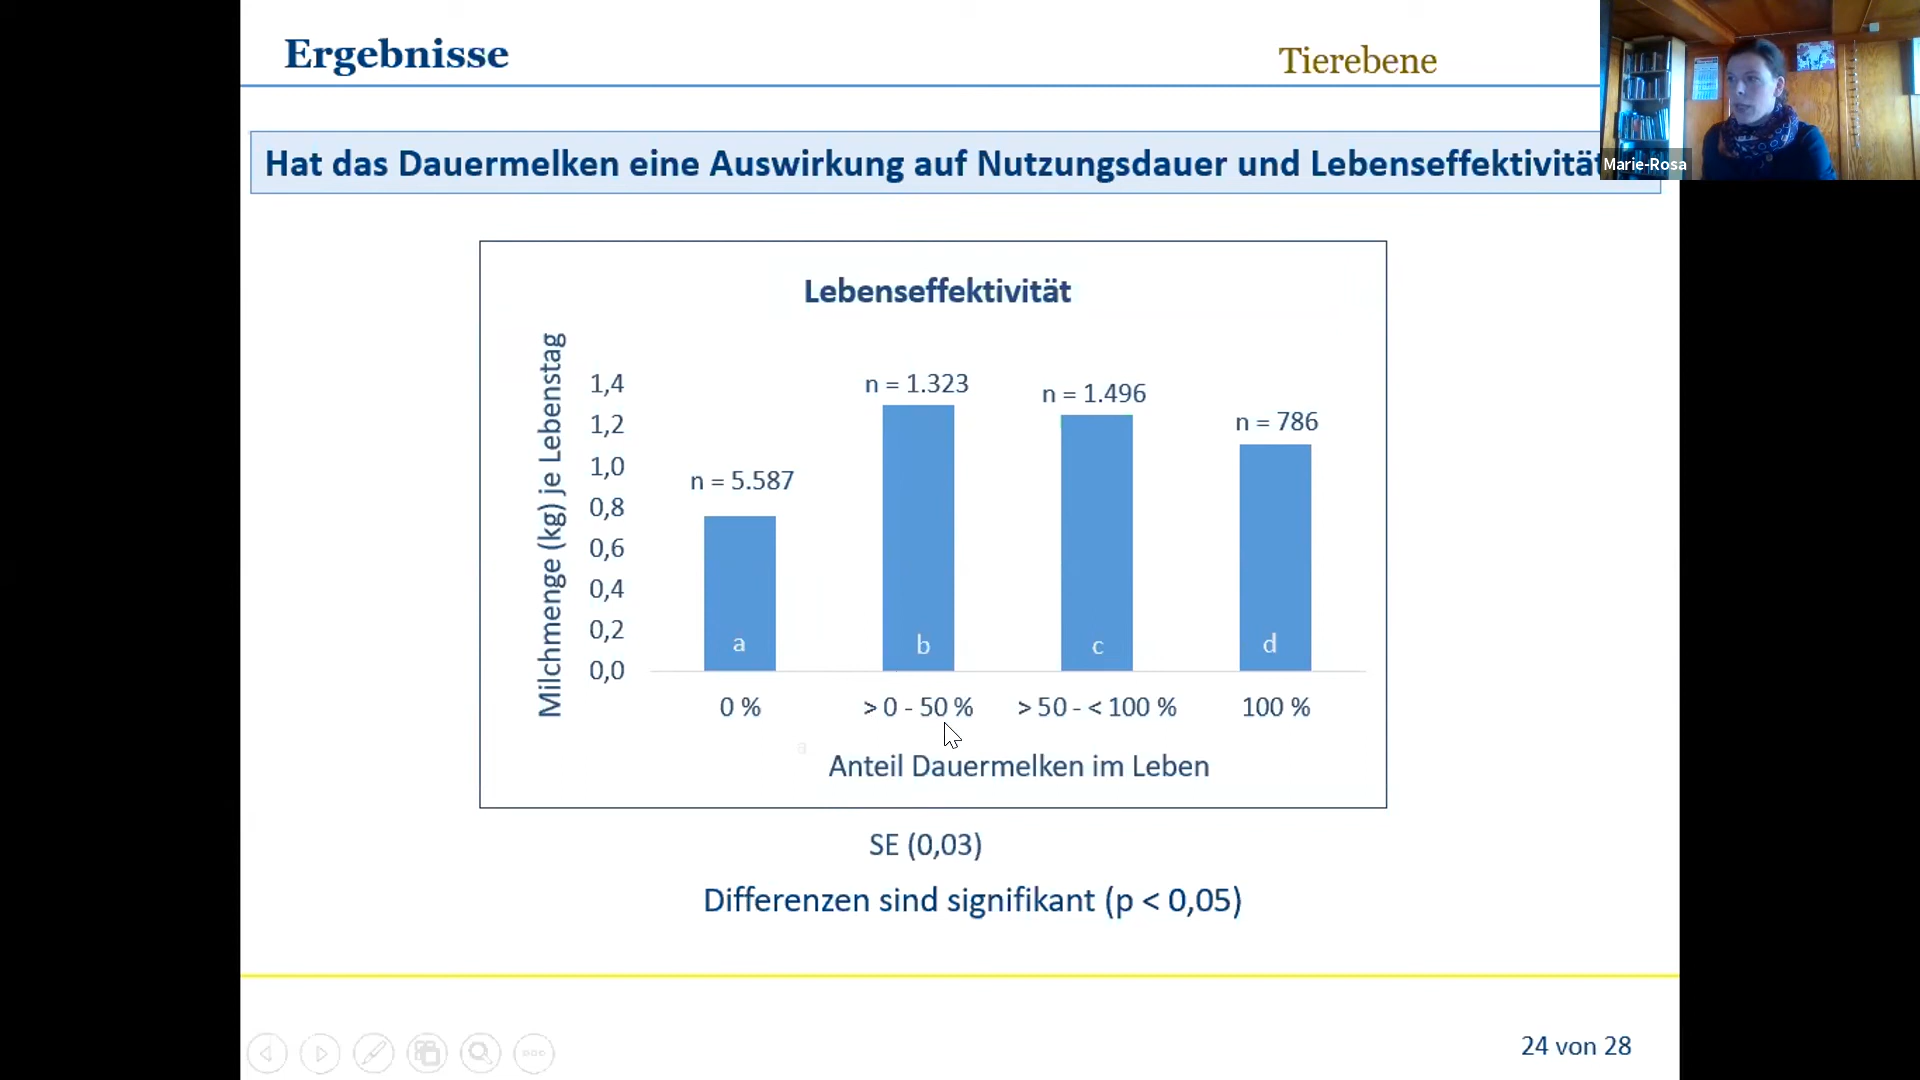 Ergebnisse
Tierebene
Hat das Dauermelken eine Auswirkung auf Nutzungsdauer und Lebenseffektivität
Marie-Rosa
Lebenseffektivität
Milchmenge (kg) je Lebenstag
1,4
1,2
1,0
0,8
0,6
0,4
0,2
0,0
n = 5.587
n = 1.323
n = 1.496
n = 786
a
b
c
d
0 %
> 0 - 50 %
> 50 - < 100 %
100 %
a
Anteil Dauermelken im Leben
SE (0,03)
Differenzen sind signifikant (p < 0,05)
24 von 28